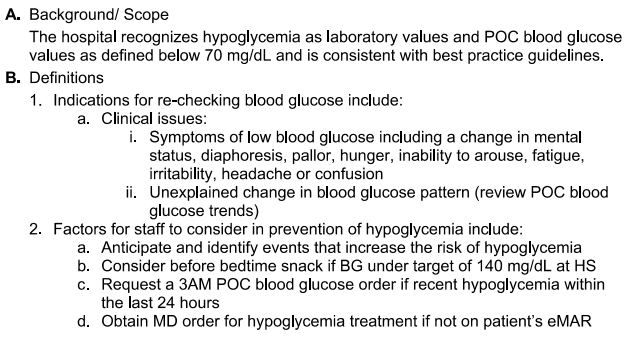 A. Background/ Scope
The hospital recognizes hypoglycemia as laboratory values and POC blood glucose
values as defined below 70 mg/dL and is consistent with best practice guidelines.
B. Definitions
1. Indications for re-checking blood glucose include:
a. Clinical issues:
i. Symptoms of low blood glucose including a change in mental
status, diaphoresis, pallor, hunger, inability to arouse, fatigue,
irritability, headache or confusion
ii. Unexplained change in blood glucose pattern (review POC blood
glucose trends)
2. Factors for staff to consider in prevention of hypoglycemia include:
a. Anticipate and identify events that increase the risk of hypoglycemia
b. Consider before bedtime snack if BG under target of 140 mg/dL at HS
c. Request a 3AM POC blood glucose order if recent hypoglycemia within
the last 24 hours
d. Obtain MD order for hypoglycemia treatment if not on patient's eMAR